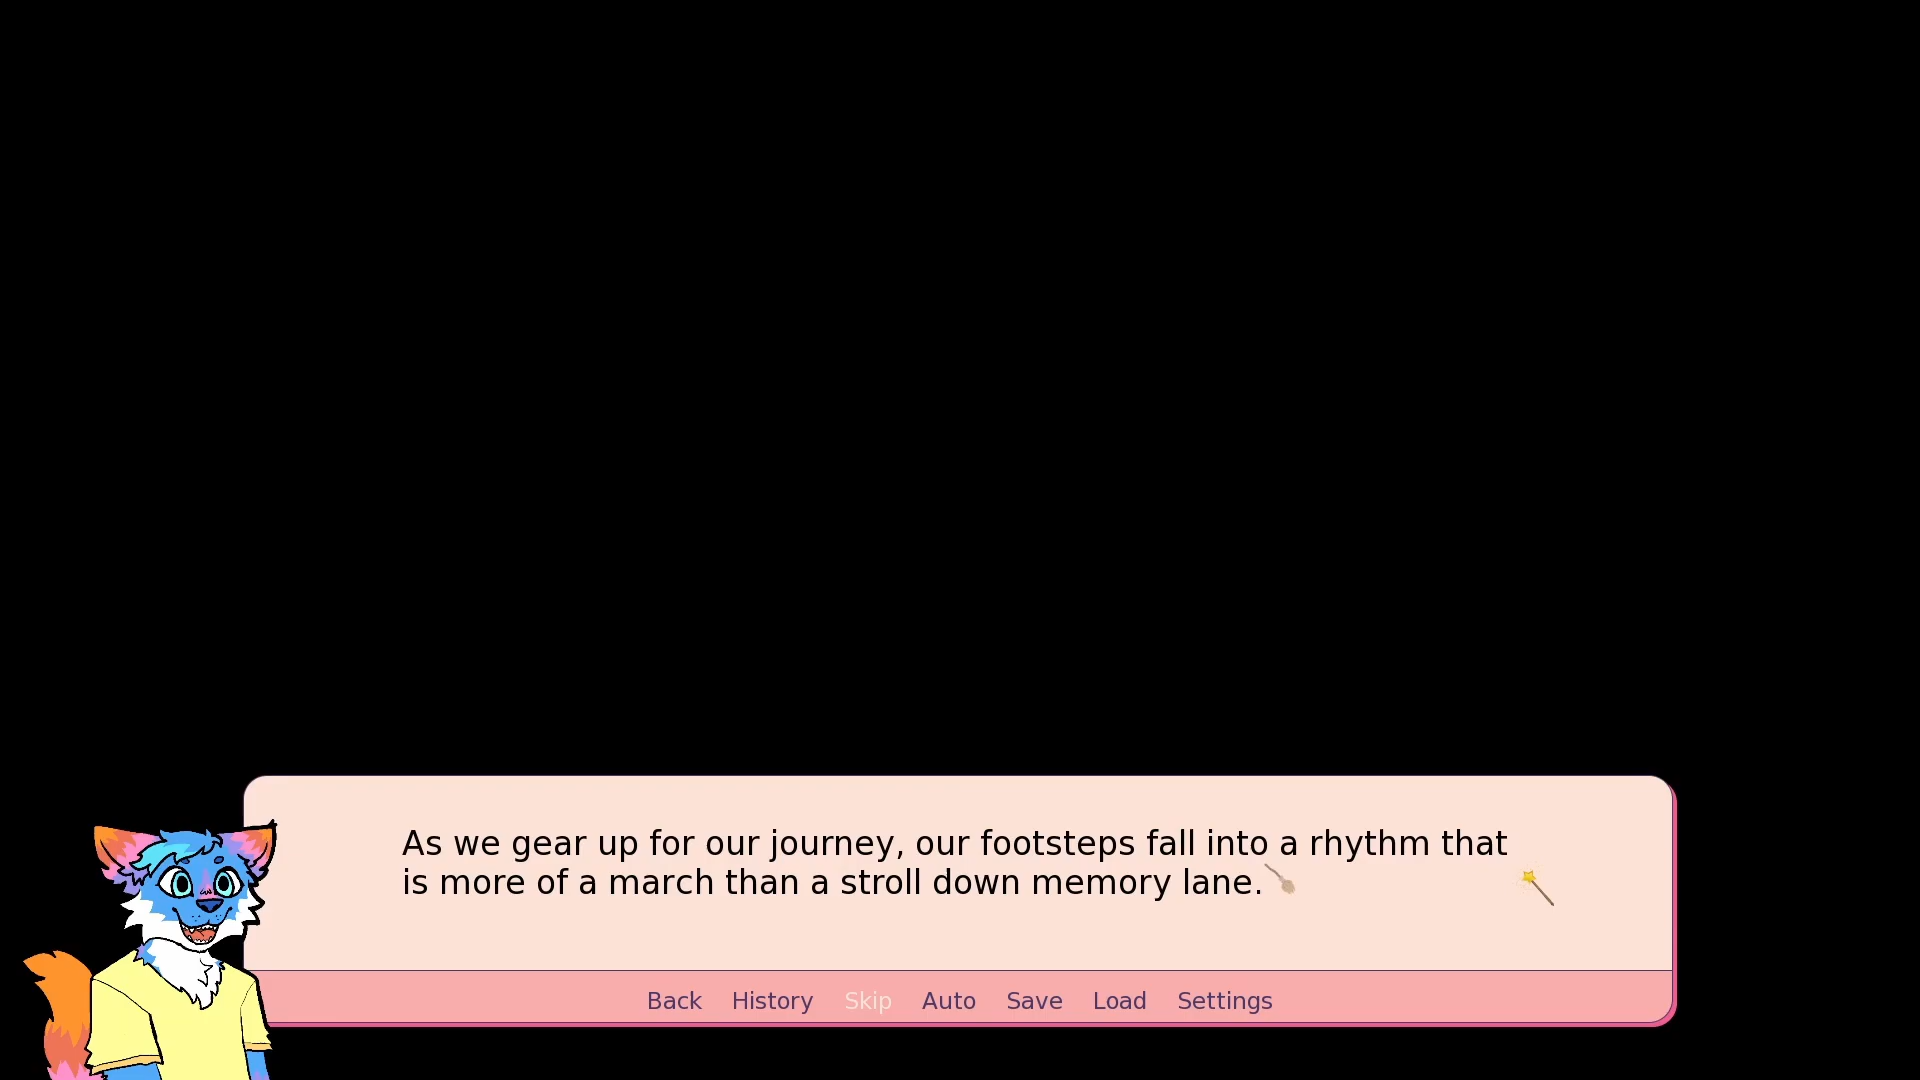 As we gear up for our journey, our footsteps fall into a rhythm that
is more of a march than a stroll down memory lane.
Back History Skip Auto Save Load Settings